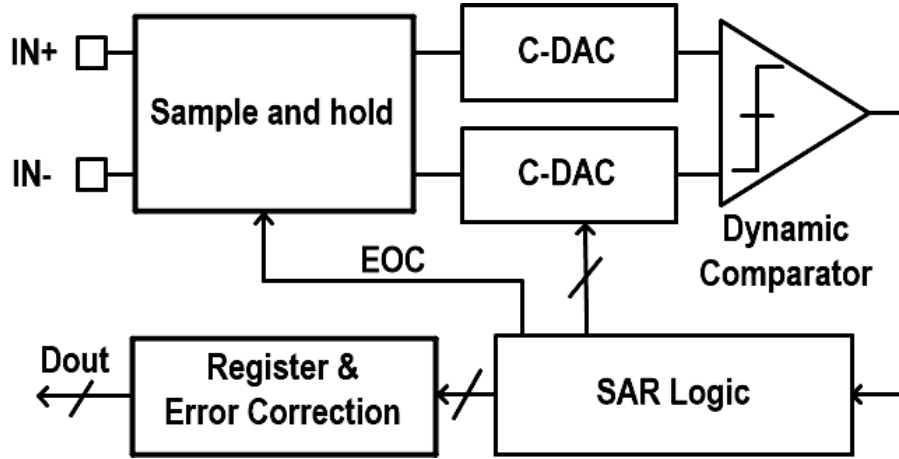 IN+
C-DAC
Sample and hold
IN-
C-DAC
Dynamic
Comparator
EOC
Dout
Register &
Error Correction
SAR Logic